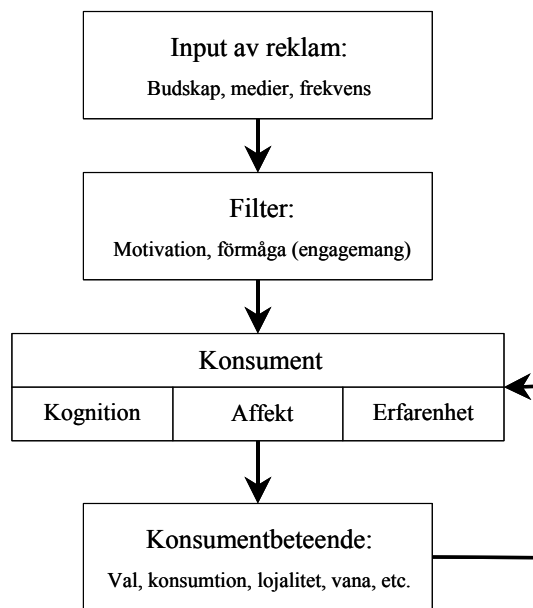 Input av reklam:
Budskap, medier, frekvens
Filter:
Motivation, förmåga (engagemang)
Konsument
Kognition
Affekt
Erfarenhet
Konsumentbeteende:
Val, konsumtion, lojalitet, vana, etc.